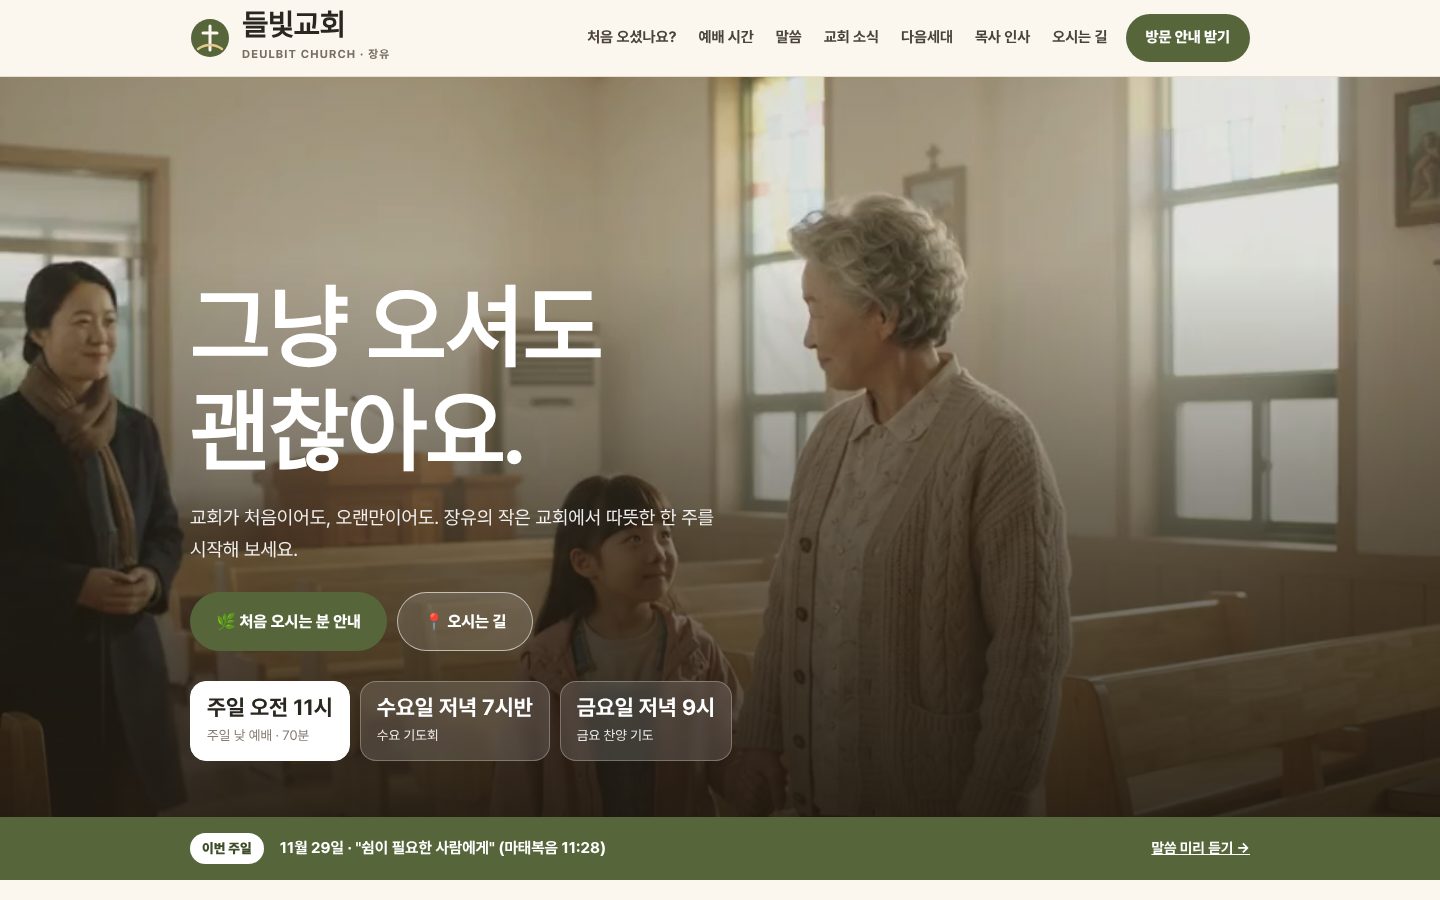 들빛교회
DEULBIT CHURCH · 장유
처음 오셨나요? 예배 시간 말씀 교회 소식 다음세대 목사 인사 오시는 길 방문 안내 받기
그냥 오셔도
괜찮아요.
교회가 처음이어도, 오랜만이어도. 장유의 작은 교회에서 따뜻한 한 주를
시작해 보세요.
🌿 처음 오시는 분 안내 📍 오시는 길
주일 오전 11시 수요일 저녁 7시반 금요일 저녁 9시
주일 낮 예배 · 70분 수요 기도회 금요 찬양 기도
이번 주일 11월 29일 · "쉼이 필요한 사람에게" (마태복음 11:28) 말씀 미리 듣기 →